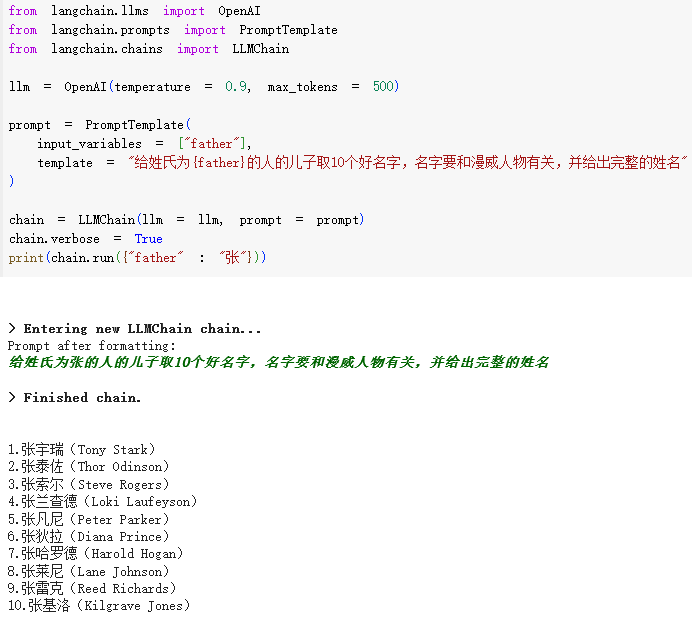 from langchain.llms import OpenAI
from langchain.prompts import PromptTemplate
from langchain.chains import LLMChain
llm = OpenAI(temperature = 0.9, max_tokens = 500)
prompt = PromptTemplate(
    input_variables = ["father"],
    template = "给姓氏为{father}的人的儿子取10个好名字，名字要和漫威人物有关，并给出完整的姓名"
)
chain = LLMChain(llm = llm, prompt = prompt)
chain.verbose = True
print(chain.run({"father" : "张"}))
> Entering new LLMChain chain...
Prompt after formatting:
给姓氏为张的人的儿子取10个好名字，名字要和漫威人物有关，并给出完整的姓名
> Finished chain.
1.张宇瑞（Tony Stark）
2.张泰佐（Thor Odinson）
3.张索尔（Steve Rogers）
4.张兰查德（Loki Laufeyson）
5.张凡尼（Peter Parker）
6.张狄拉（Diana Prince）
7.张哈罗德（Harold Hogan）
8.张莱尼（Lane Johnson）
9.张雷克（Reed Richards）
10.张基洛（Kilgrave Jones）